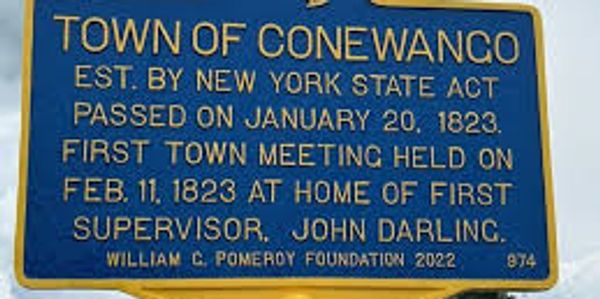 TOWN OF CONEWANGO
EST. BY NEW YORK STATE ACT
PASSED ON JANUARY 20, 1823.
FIRST TOWN MEETING HELD ON
FEB. 11, 1823 AT HOME OF FIRST
SUPERVISOR, JOHN DARLING.
WILLIAM G. POMEROY FOUNDATION 2022 974